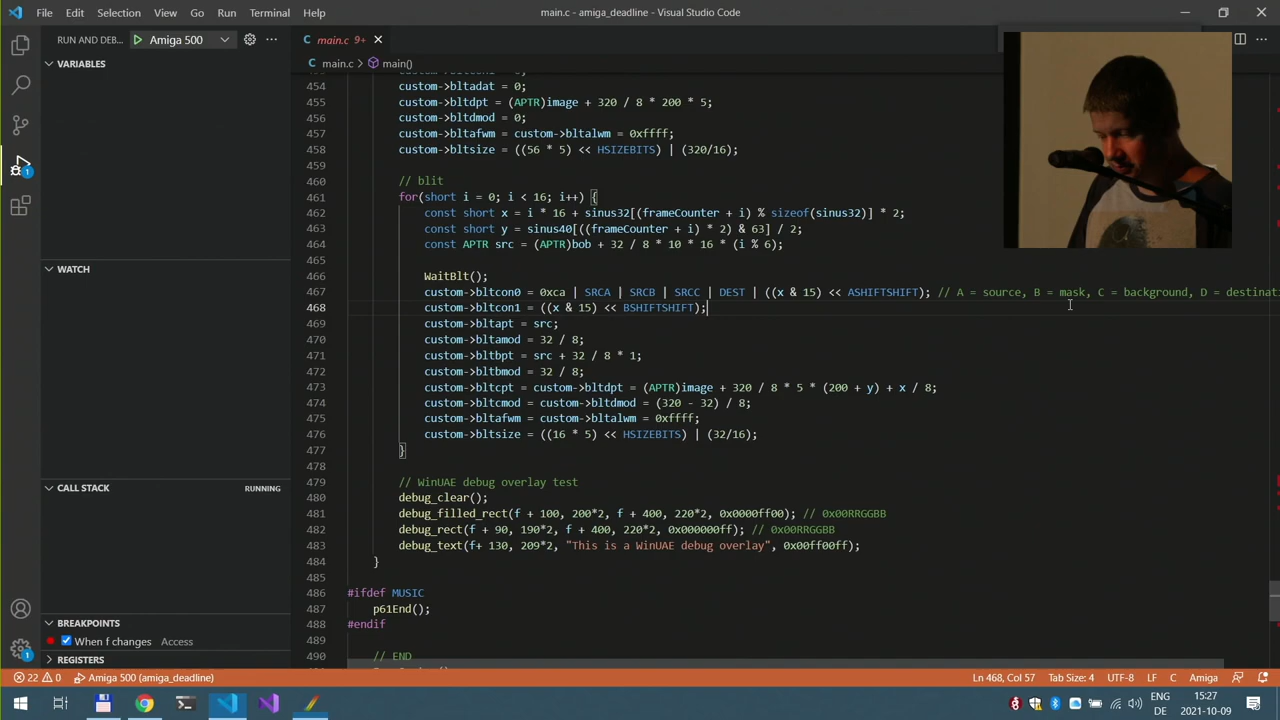 File Edit Selection View Go Run Terminal Help
main.c - amiga_deadline - Visual Studio Code
RUN AND DEB... Amiga 500
main.c 9+
main.c > main()
VARIABLES
WATCH
CALL STACK RUNNING
BREAKPOINTS
When f changes Access
REGISTERS
454 custom->bltadat = 0;
455 custom->bltdpt = (APTR)image + 320 / 8 * 200 * 5;
456 custom->bltdmod = 0;
457 custom->bltafwm = custom->bltalwm = 0xffff;
458 custom->bltsize = ((56 * 5) << HSIZEBITS) | (320/16);
459
460 // blit
461 for(short i = 0; i < 16; i++) {
462 const short x = i * 16 + sinus32[(frameCounter + i) % sizeof(sinus32)] * 2;
463 const short y = sinus40[((frameCounter + i) * 2) & 63] / 2;
464 const APTR src = (APTR)bob + 32 / 8 * 10 * 16 * (i % 6);
465
466 WaitBlt();
467 custom->bltcon0 = 0xca | SRCA | SRCB | SRCC | DEST | ((x & 15) << ASHIFTSHIFT); // A = source, B = mask, C = background, D = destinati
468 custom->bltcon1 = ((x & 15) << BSHIFTSHIFT);
469 custom->bltapt = src;
470 custom->bltamod = 32 / 8;
471 custom->bltbpt = src + 32 / 8 * 1;
472 custom->bltbmod = 32 / 8;
473 custom->bltcpt = custom->bltdpt = (APTR)image + 320 / 8 * 5 * (200 + y) + x / 8;
474 custom->bltcmod = custom->bltdmod = (320 - 32) / 8;
475 custom->bltafwm = custom->bltalwm = 0xffff;
476 custom->bltsize = ((16 * 5) << HSIZEBITS) | (32/16);
477 }
478
479 // WinUAE debug overlay test
480 debug_clear();
481 debug_filled_rect(f + 100, 200*2, f + 400, 220*2, 0x0000ff00); // 0x00RRGGBB
482 debug_rect(f + 90, 190*2, f + 400, 220*2, 0x000000ff); // 0x00RRGGBB
483 debug_text(f+ 130, 209*2, "This is a WinUAE debug overlay", 0x00ff00ff);
484 }
485
486 #ifdef MUSIC
487 p61End();
488 #endif
489
490 // END
22 0 Amiga 500 (amiga_deadline) Ln 468, Col 57 Tab Size: 4 UTF-8 LF C Amiga
ENG 15:27
DE 2021-10-09